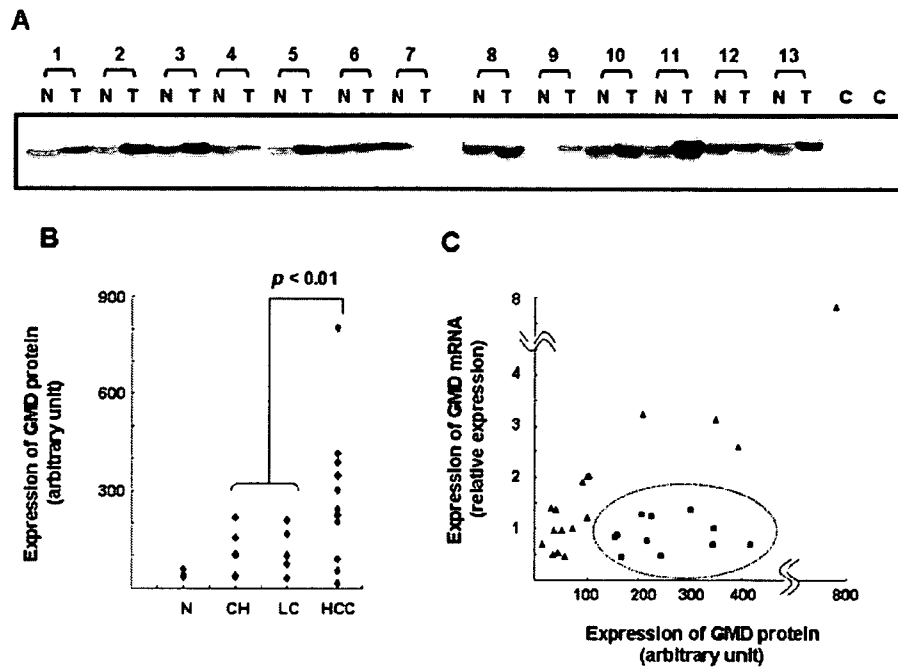 A
1 2 3 4 5 6 7 8 9 10 11 12 13
N T N T N T N T N T N T N T N T N T N T N T N T N T C C
B
p < 0.01
900
600
300
Expression of GMD protein
(arbitrary unit)
N CH LC HCC
C
8
4
3
2
1
Expression of GMD mRNA
(relative expression)
100 200 300 400 800
Expression of GMD protein
(arbitrary unit)